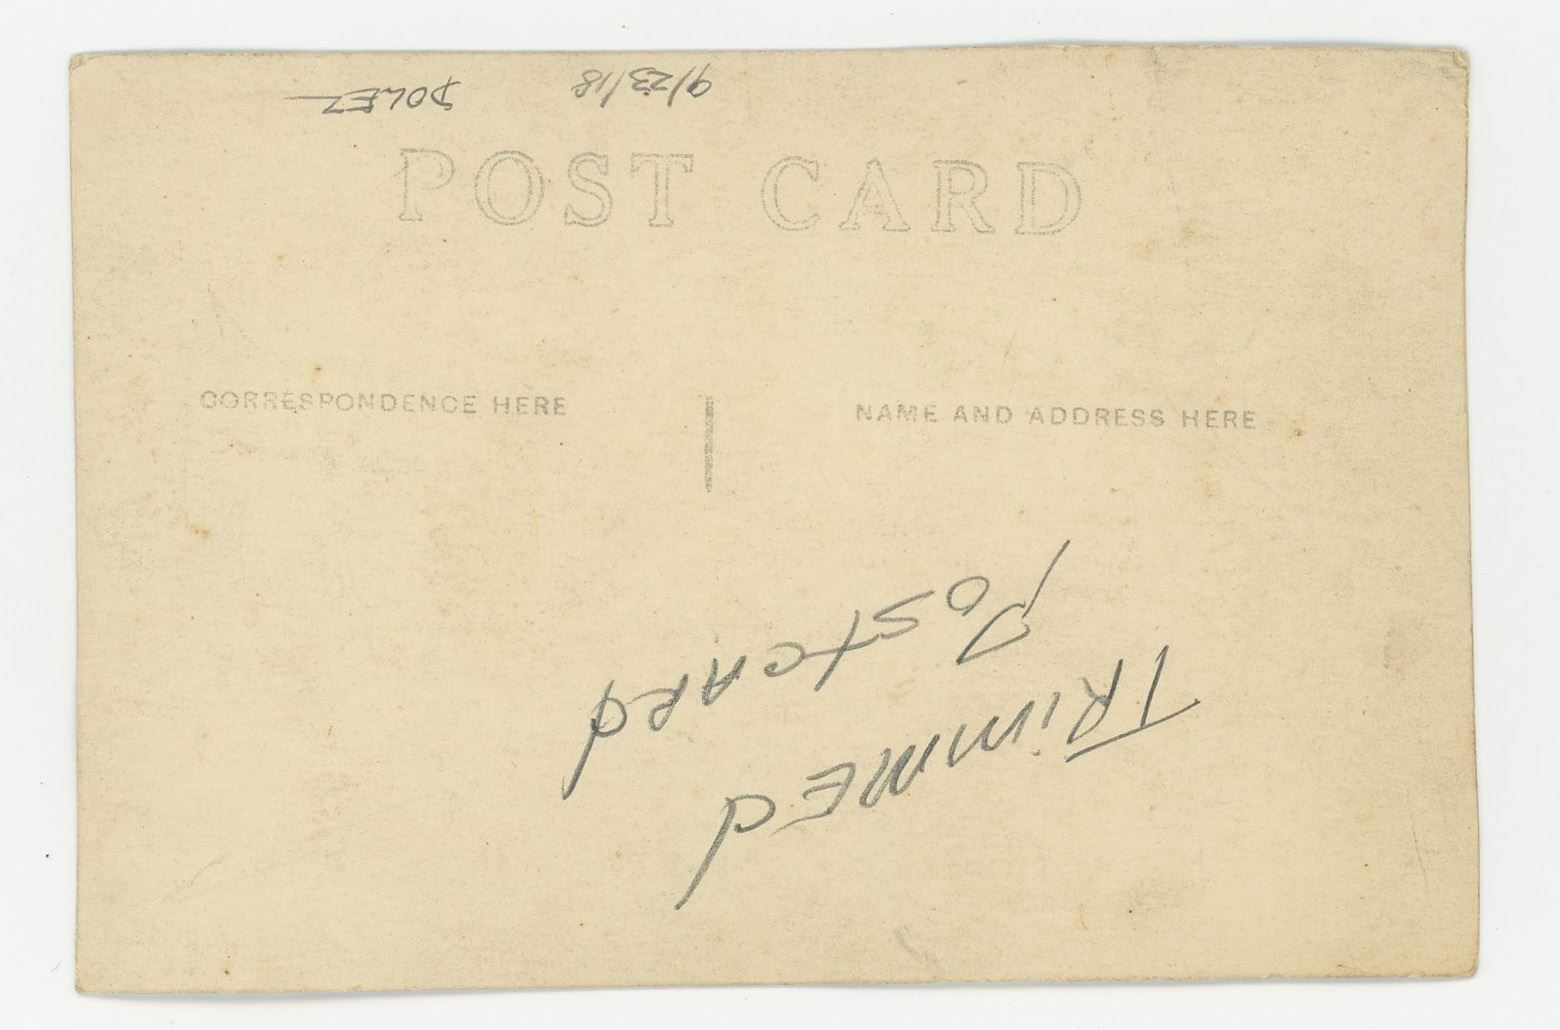 9/23/18 DOLEZ
POST CARD
CORRESPONDENCE HERE
NAME AND ADDRESS HERE
TRIMMED
POSTCARD